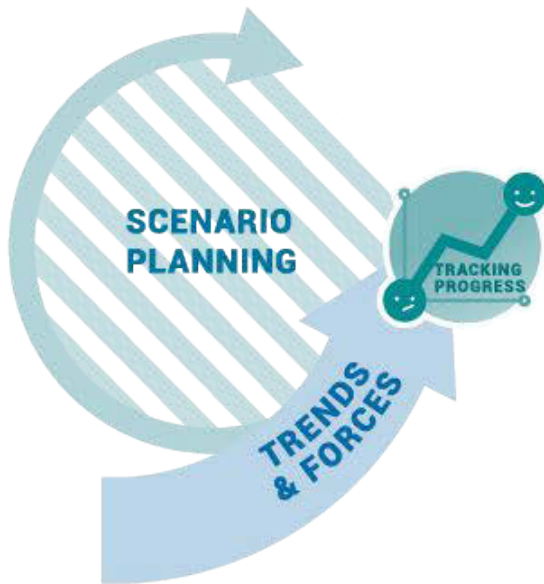 SCENARIO
PLANNING
TRACKING
PROGRESS
TRENDS
& FORCES